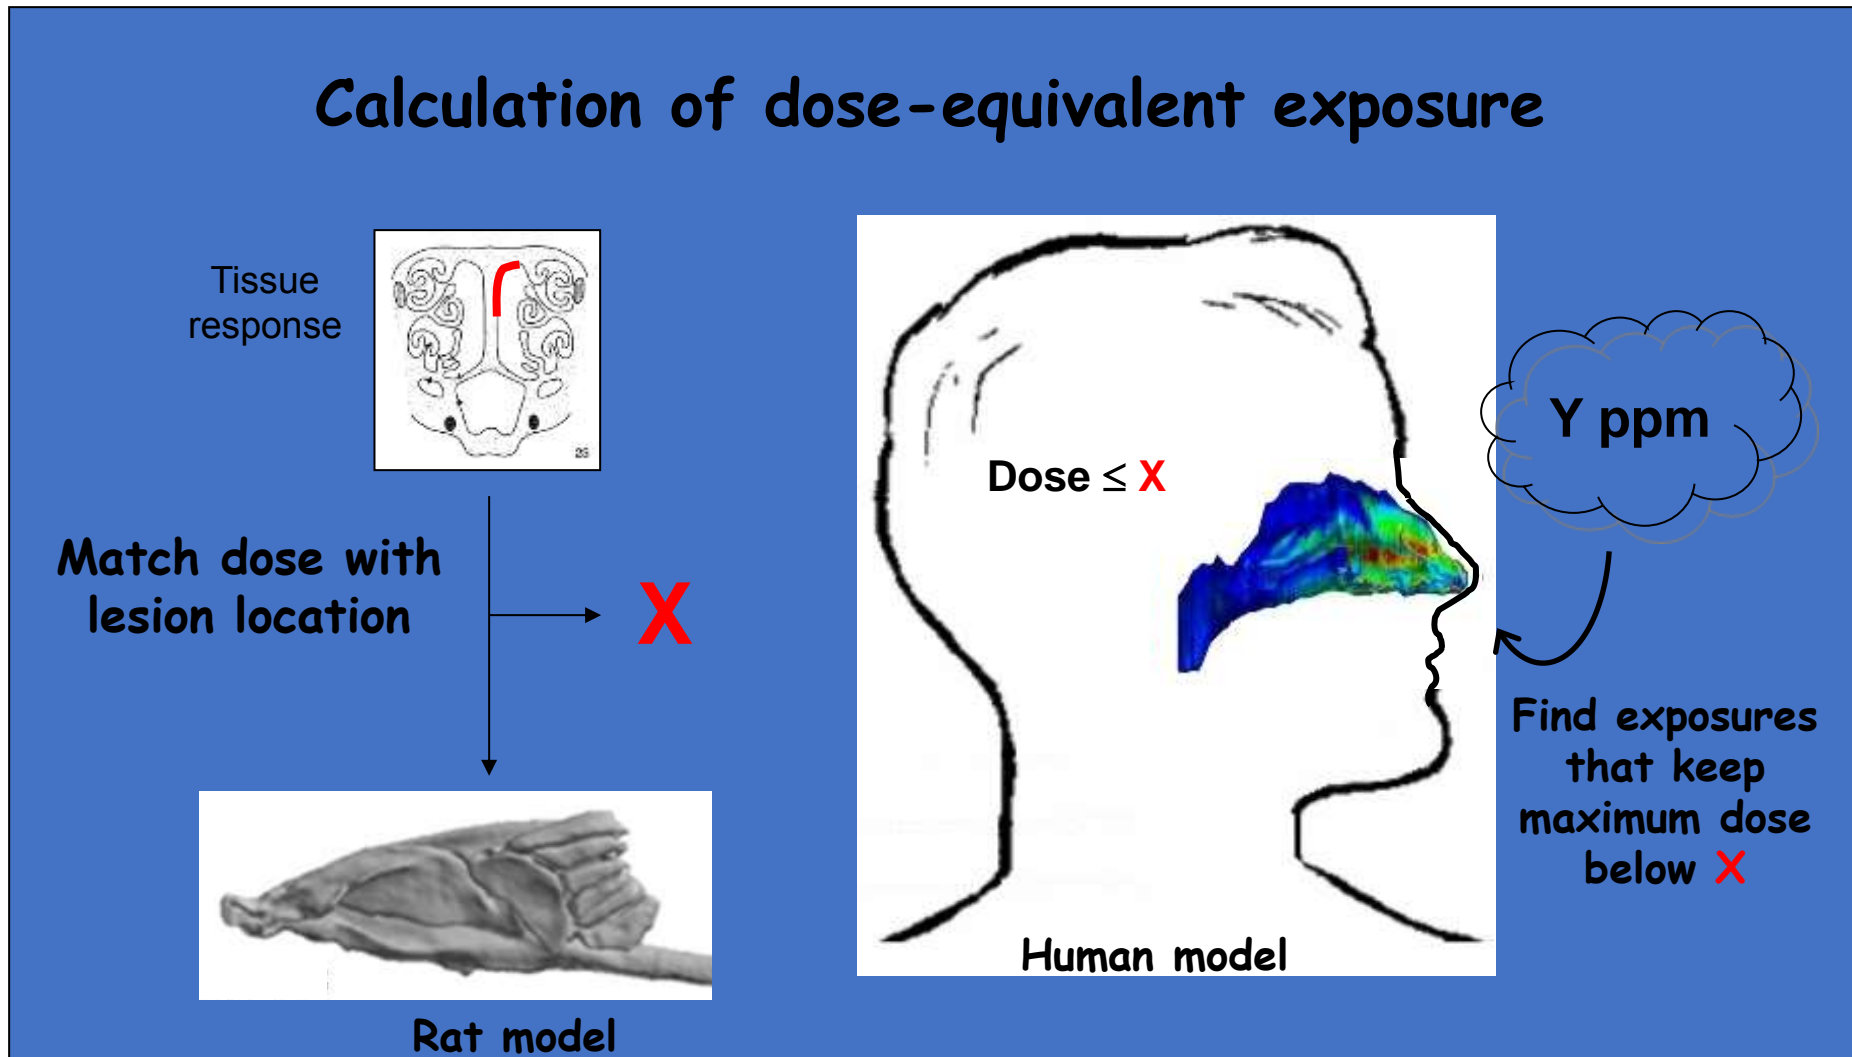 Calculation of dose-equivalent exposure
Tissue
response
Match dose with
lesion location
X
Rat model
Dose ≤ X
Human model
Y ppm
Find exposures
that keep
maximum dose
below X